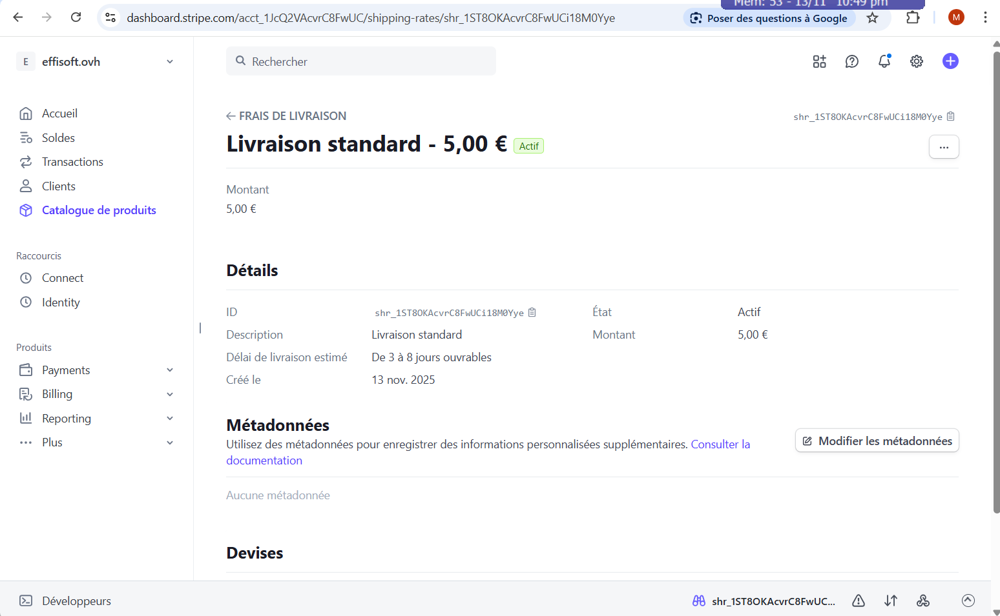 Mem: 53 - 13/11 10:49 pm
dashboard.stripe.com/acct_1JcQ2VAcvrC8FwUC/shipping-rates/shr_1ST8OKAcvrC8FwUCi18M0Yye
Poser des questions à Google
M
E
effisoft.ovh
Rechercher
Accueil
Soldes
Transactions
Clients
Catalogue de produits
Raccourcis
Connect
Identity
Produits
Payments
Billing
Reporting
Plus
FRAIS DE LIVRAISON
shr_1ST8OKAcvrC8FwUCi18M0Yye
Livraison standard - 5,00 € Actif
Montant
5,00 €
Détails
ID shr_1ST8OKAcvrC8FwUCi18M0Yye État Actif
Description Livraison standard Montant 5,00 €
Délai de livraison estimé De 3 à 8 jours ouvrables
Créé le 13 nov. 2025
Métadonnées
Utilisez des métadonnées pour enregistrer des informations personnalisées supplémentaires. Consulter la
documentation
Modifier les métadonnées
Aucune métadonnée
Devises
Développeurs
shr_1ST8OKAcvrC8FwUC...